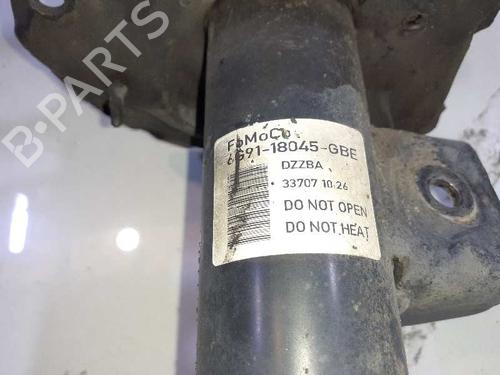 B-PARTS
FoMoCo
6G91-18045-GBE
DZZBA
33707 10:26
DO NOT OPEN
DO NOT HEAT